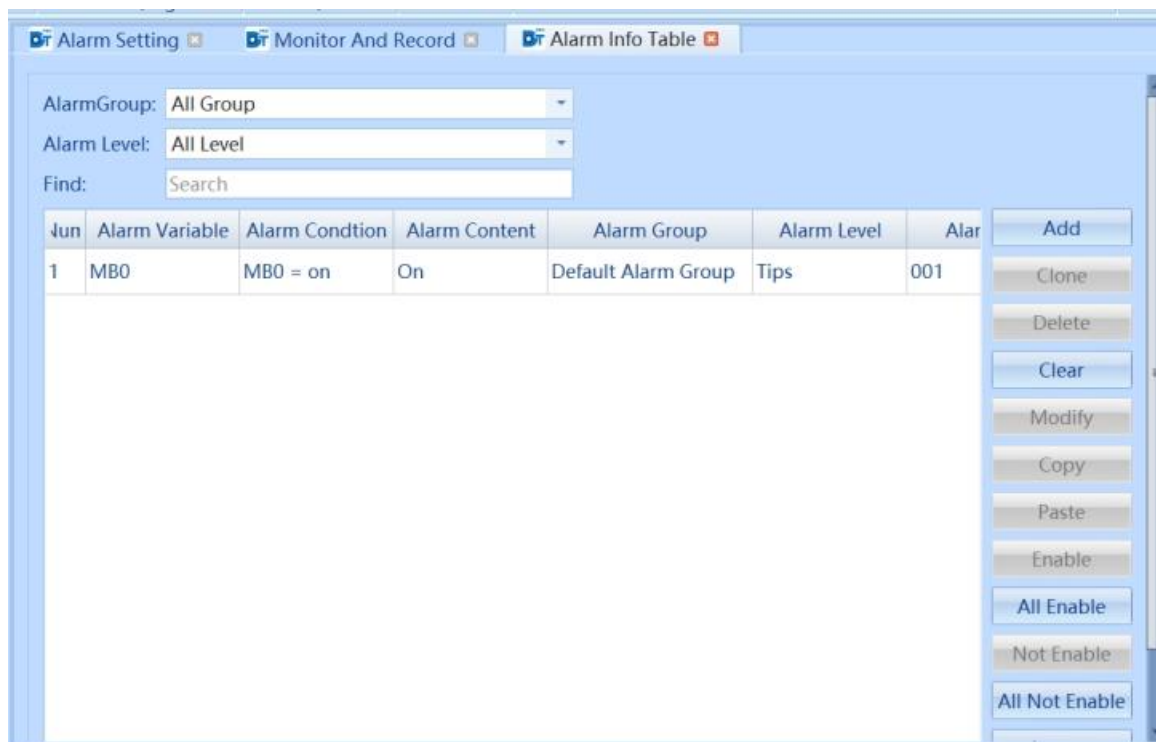 Alarm Setting
Monitor And Record
Alarm Info Table
AlarmGroup: All Group
Alarm Level: All Level
Find: Search
Alarm Variable Alarm Condtion Alarm Content Alarm Group Alarm Level Alar
1 MB0 MB0 = on On Default Alarm Group Tips 001
Add
Clone
Delete
Clear
Modify
Copy
Paste
Enable
All Enable
Not Enable
All Not Enable